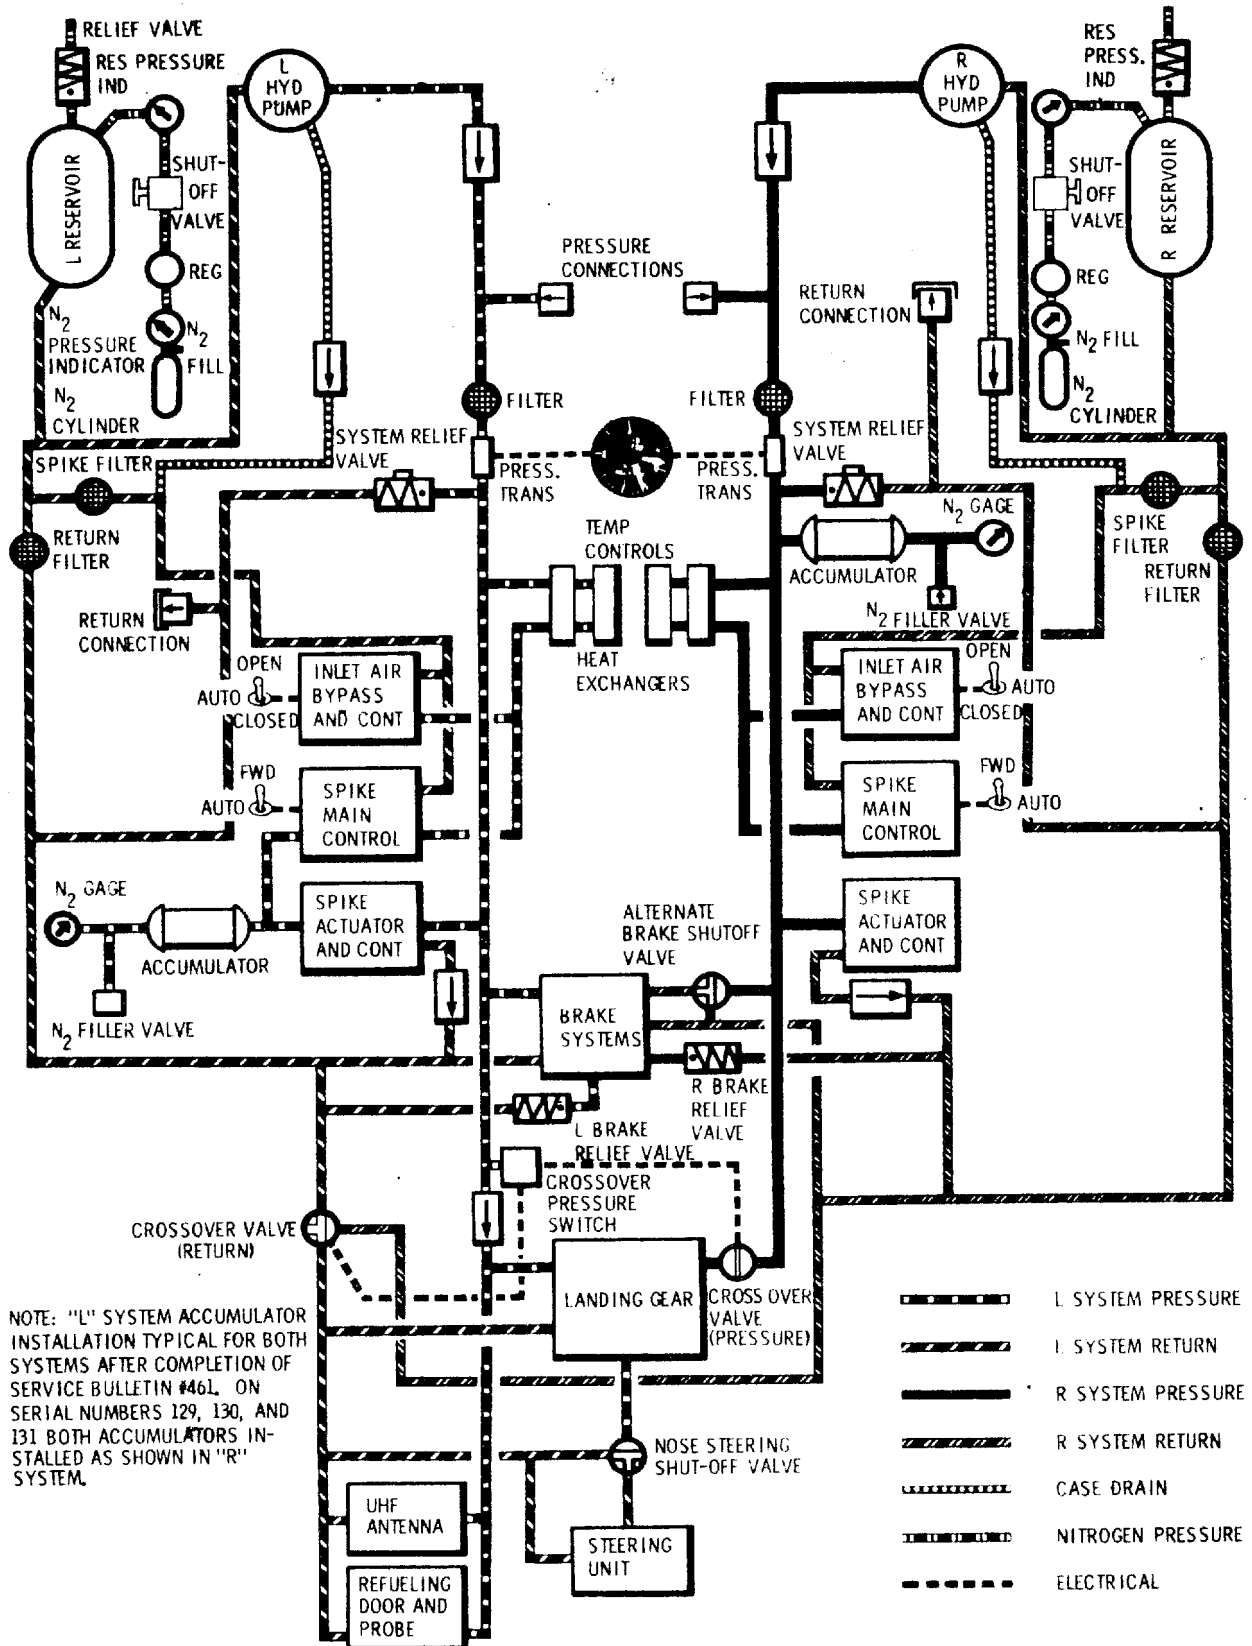 RELIEF VALVE
RES PRESSURE
IND
L
HYD
PUMP
R
HYD
PUMP
RES
PRESS.
IND
L RESERVOIR
SHUT-
OFF
VALVE
REG
N2
FILL
N2
PRESSURE
INDICATOR
N2
CYLINDER
SHUT-
OFF
VALVE
R RESERVOIR
REG
N2 FILL
N2
CYLINDER
PRESSURE
CONNECTIONS
RETURN
CONNECTION
FILTER
FILTER
SPIKE FILTER
SYSTEM RELIEF
VALVE
PRESS.
TRANS
PRESS.
TRANS
SYSTEM RELIEF
VALVE
N2 GAGE
SPIKE
FILTER
RETURN
FILTER
RETURN
FILTER
TEMP
CONTROLS
ACCUMULATOR
N2 FILLER VALVE
RETURN
CONNECTION
HEAT
EXCHANGERS
OPEN
AUTO
CLOSED
INLET AIR
BYPASS
AND CONT
INLET AIR
BYPASS
AND CONT
OPEN
AUTO
CLOSED
FWD
AUTO
SPIKE
MAIN
CONTROL
SPIKE
MAIN
CONTROL
FWD
AUTO
N2 GAGE
ACCUMULATOR
N2 FILLER VALVE
SPIKE
ACTUATOR
AND CONT
ALTERNATE
BRAKE SHUTOFF
VALVE
SPIKE
ACTUATOR
AND CONT
BRAKE
SYSTEMS
R BRAKE
RELIEF
VALVE
L BRAKE
RELIEF VALVE
CROSSOVER
PRESSURE
SWITCH
CROSSOVER VALVE
(RETURN)
LANDING GEAR
CROSS OVER
VALVE
(PRESSURE)
NOTE: "L" SYSTEM ACCUMULATOR
INSTALLATION TYPICAL FOR BOTH
SYSTEMS AFTER COMPLETION OF
SERVICE BULLETIN #461. ON
SERIAL NUMBERS 129, 130, AND
131 BOTH ACCUMULATORS IN-
STALLED AS SHOWN IN "R"
SYSTEM.
NOSE STEERING
SHUT-OFF VALVE
UHF
ANTENNA
STEERING
UNIT
REFUELING
DOOR AND
PROBE
L SYSTEM PRESSURE
L SYSTEM RETURN
R SYSTEM PRESSURE
R SYSTEM RETURN
CASE DRAIN
NITROGEN PRESSURE
ELECTRICAL